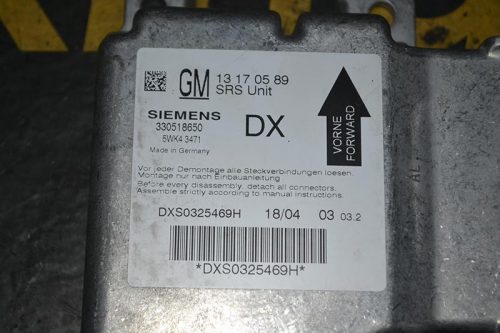 GM 13 17 05 89
SRS Unit
SIEMENS
330518650
5WK4 3471
Made in Germany
DX
VORNE
FORWARD
Vor jeder Demontage alle Steckverbindungen loesen.
Montage nur nach Einbauanleitung
Before every disassembly, detach all connectors.
Assemble strictly according to manual instructions.
DXS0325469H 18/04 03 03.2
*DXS0325469H*